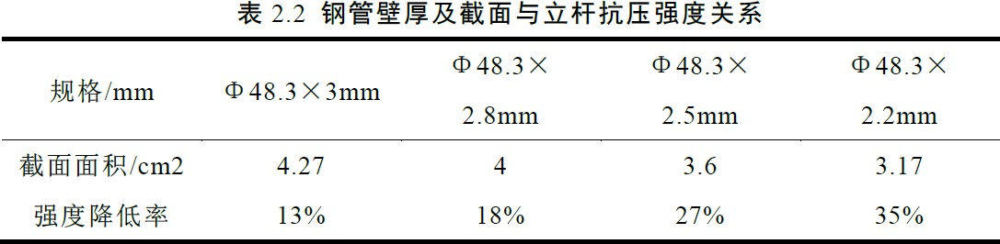 表 2.2 钢管壁厚及截面与立杆抗压强度关系
规格/mm Φ48.3×3mm Φ48.3×2.8mm Φ48.3×2.5mm Φ48.3×2.2mm
截面面积/cm2 4.27 4 3.6 3.17
强度降低率 13% 18% 27% 35%